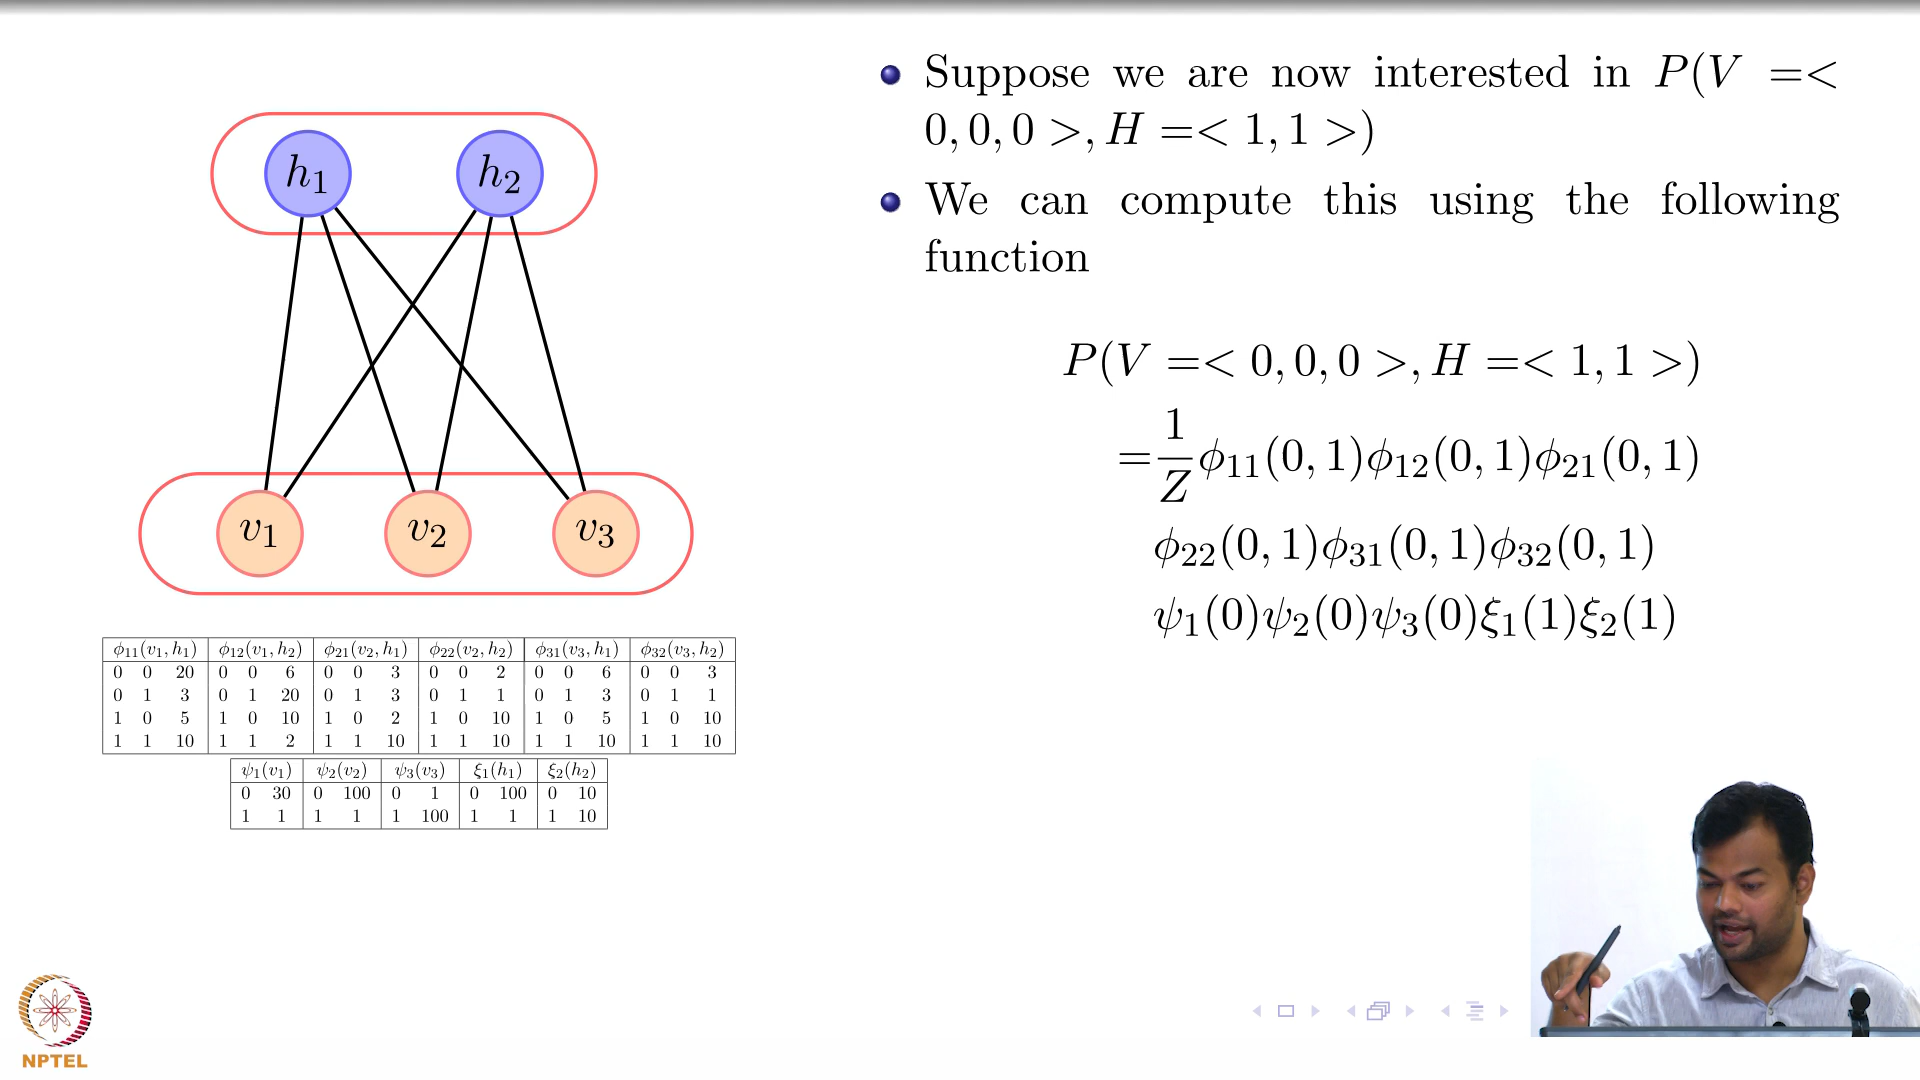 Suppose we are now interested in P(V =<
0, 0, 0 >, H =< 1, 1 >)
We can compute this using the following
function
P(V =< 0, 0, 0 >, H =< 1, 1 >)
=1/Z ϕ11(0, 1)ϕ12(0, 1)ϕ21(0, 1)
ϕ22(0, 1)ϕ31(0, 1)ϕ32(0, 1)
ψ1(0)ψ2(0)ψ3(0)ξ1(1)ξ2(1)
h1 h2
v1 v2 v3
ϕ11(v1, h1) ϕ12(v1, h2) ϕ21(v2, h1) ϕ22(v2, h2) ϕ31(v3, h1) ϕ32(v3, h2)
0 0 20 0 0 6 0 0 3 0 0 2 0 0 6 0 0 3
0 1 3 0 1 20 0 1 3 0 1 1 0 1 3 0 1 1
1 0 5 1 0 10 1 0 2 1 0 10 1 0 5 1 0 10
1 1 10 1 1 2 1 1 10 1 1 10 1 1 10 1 1 10
ψ1(v1) ψ2(v2) ψ3(v3) ξ1(h1) ξ2(h2)
0 30 0 100 0 1 0 100 0 10
1 1 1 1 1 100 1 1 1 10
NPTEL